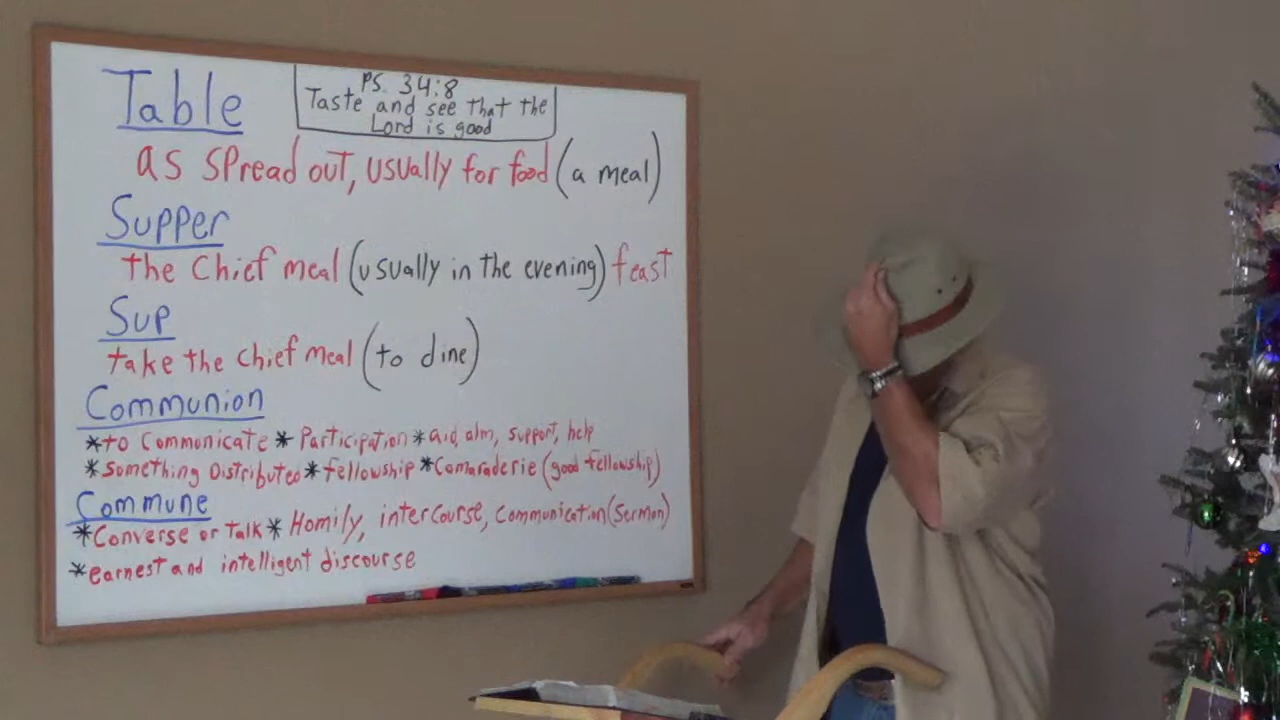 Table
PS. 34:8
Taste and see that the
Lord is good
as spread out, usually for food (a meal)
Supper
the Chief meal (usually in the evening) feast
Sup
take the chief meal (to dine)
Communion
*to Communicate * Participation * aid, alm, support, help
*something Distributed * fellowship *Comaraderie (good fellowship)
Commune
*Converse or Talk * Homily, intercourse, Communication (Sermon)
*earnest and intelligent discourse